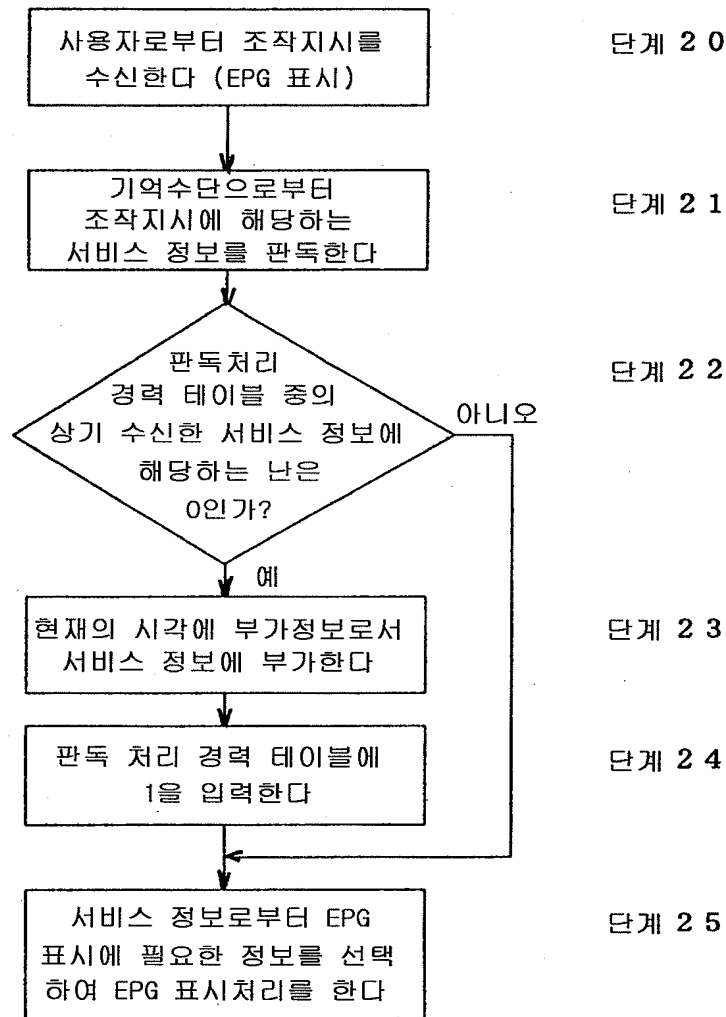 사용자로부터 조작지시를
수신한다 (EPG 표시)
단계 20
기억수단으로부터
조작지시에 해당하는
서비스 정보를 판독한다
단계 21
판독처리
경력 테이블 중의
상기 수신한 서비스 정보에
해당하는 난은
0인가?
단계 22
아니오
예
현재의 시각에 부가정보로서
서비스 정보에 부가한다
단계 23
판독 처리 경력 테이블에
1을 입력한다
단계 24
서비스 정보로부터 EPG
표시에 필요한 정보를 선택
하여 EPG 표시처리를 한다
단계 25